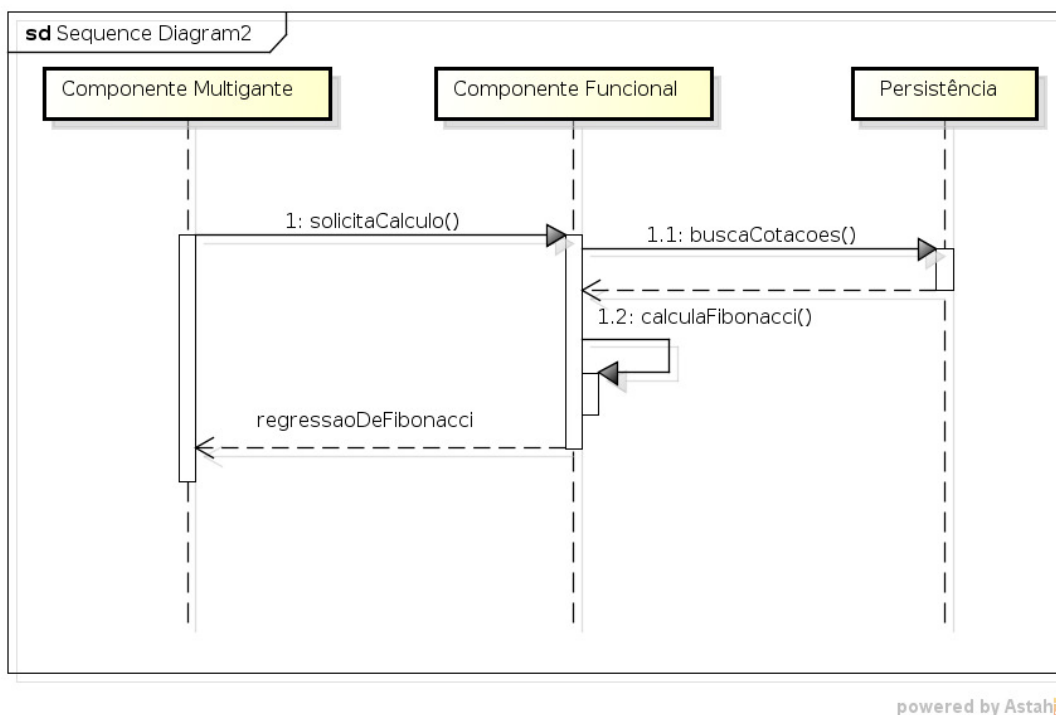 sd Sequence Diagram2
Componente Multigante
Componente Funcional
Persistência
1: solicitaCalculo()
1.1: buscaCotacoes()
1.2: calculaFibonacci()
regressaoDeFibonacci
powered by Astah